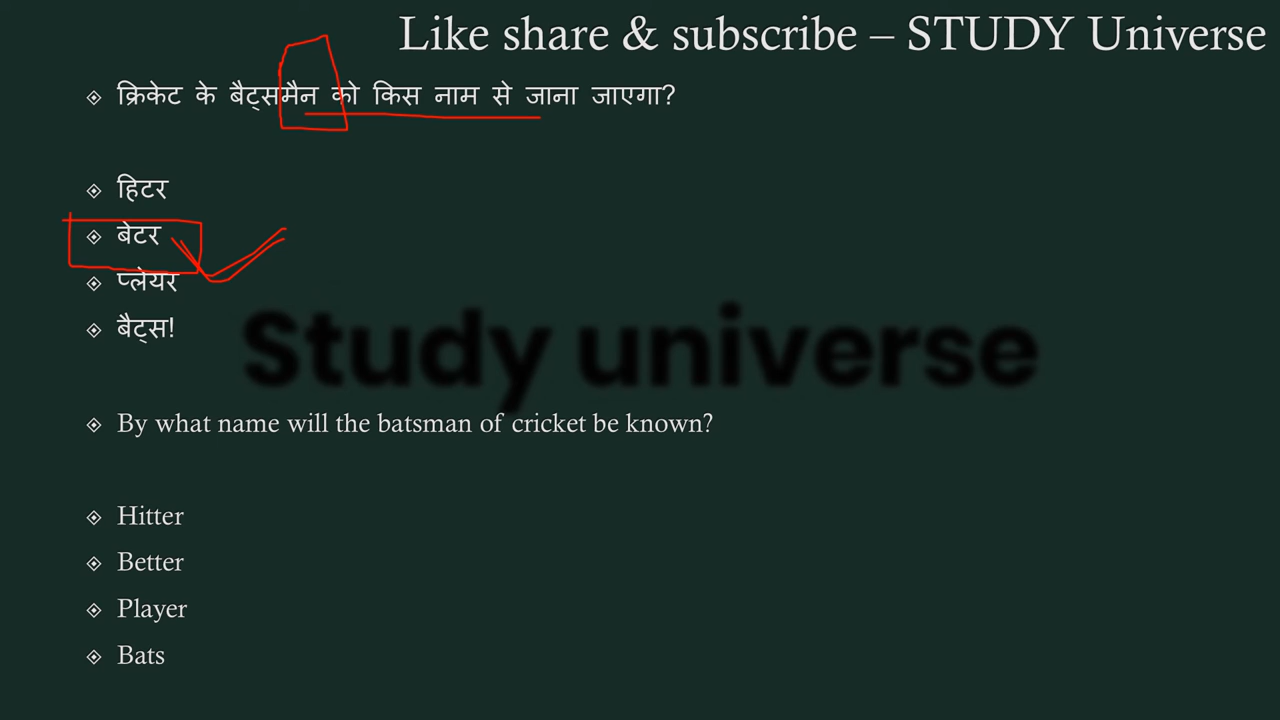 Like share & subscribe – STUDY Universe
क्रिकेट के बैट्समैन को किस नाम से जाना जाएगा?
हिटर
बेटर
प्लेयर
बैट्स!
Study universe
By what name will the batsman of cricket be known?
Hitter
Better
Player
Bats